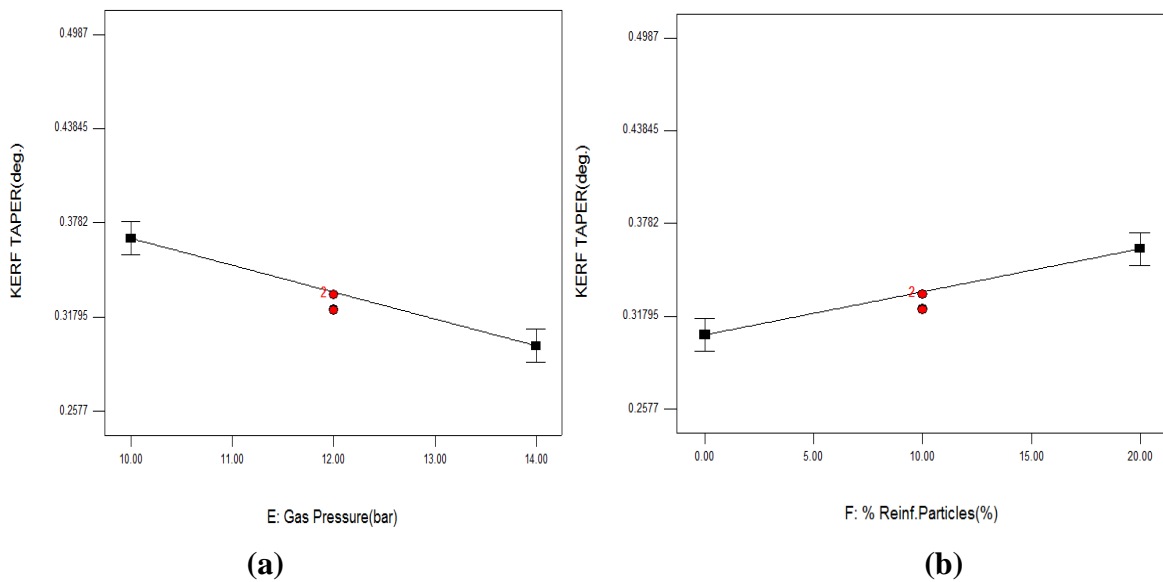 0.4987
0.43845
0.3782
0.31795
0.2577
KERF TAPER(deg.)
2
10.00 11.00 12.00 13.00 14.00
E: Gas Pressure(bar)
(a)
0.4987
0.43845
0.3782
0.31795
0.2577
KERF TAPER(deg.)
2
0.00 5.00 10.00 15.00 20.00
F: % Reinf.Particles(%)
(b)